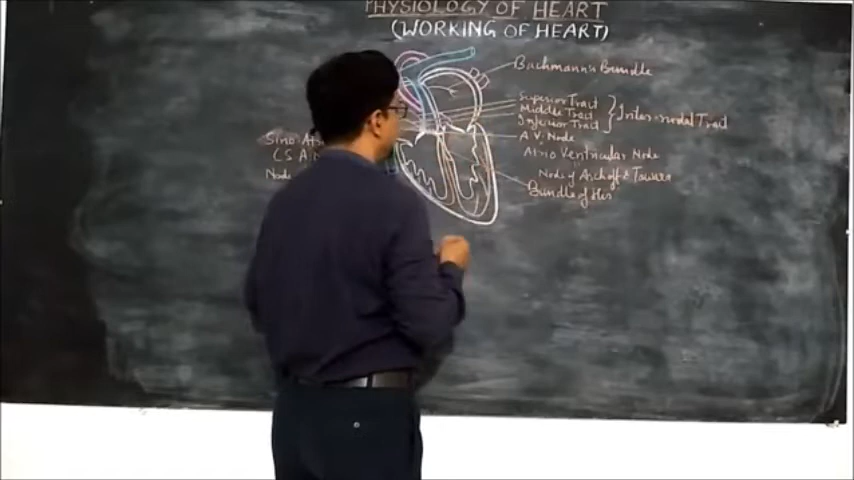 PHYSIOLOGY OF HEART
(WORKING OF HEART)
Bachmann's Bundle
Superior Tract
Middle Tract
Inferior Tract
Inter-nodal Tract
A.V. Node
Atrio Ventricular Node
Node of Aschoff & Tawara
Bundle of His
Sino
(S A
Node